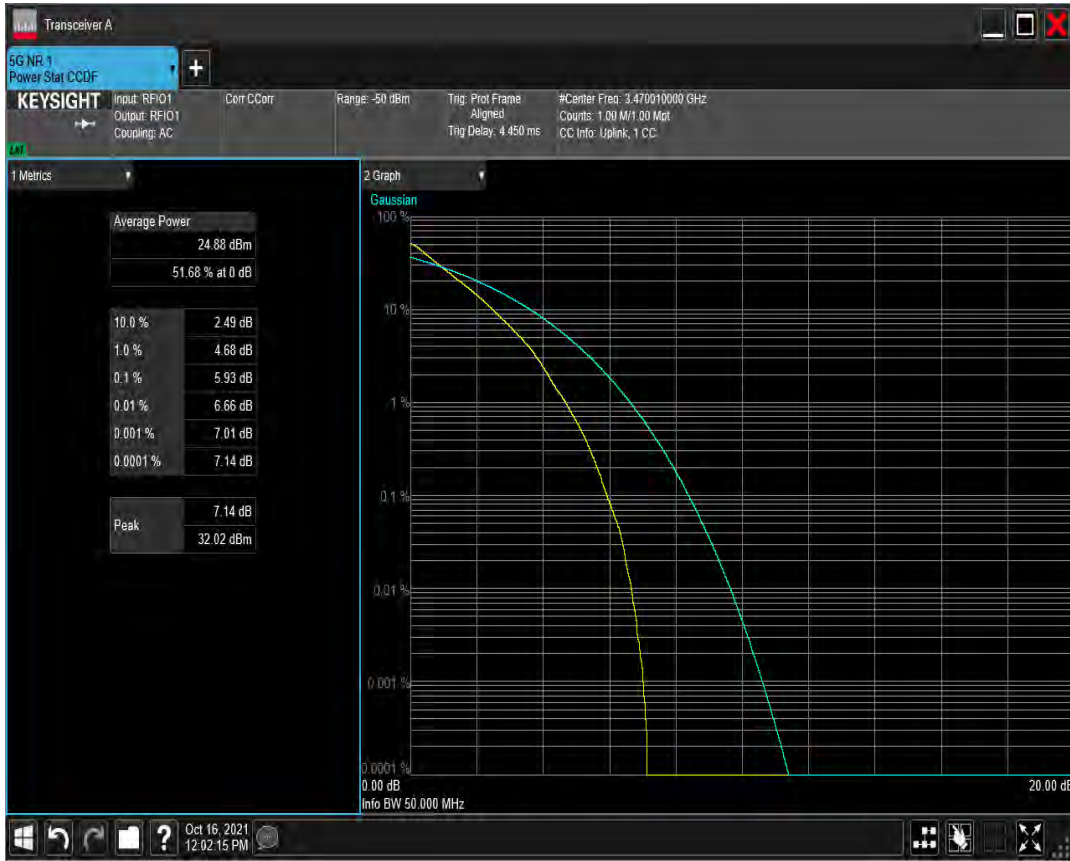 Transceiver A
5G NR 1
Power Stat CCDF
+
KEYSIGHT
Input: RFIO1
Output: RFIO1
Coupling: AC
Corr CCorr
Range: -50 dBm
Trig: Prot Frame
Aligned
Trig Delay: 4.450 ms
#Center Freq: 3.470010000 GHz
Counts: 1.00 M/1.00 Mpt
CC Info: Uplink, 1 CC
1 Metrics
Average Power
24.88 dBm
51.68 % at 0 dB
10.0 % 2.49 dB
1.0 % 4.68 dB
0.1 % 5.93 dB
0.01 % 6.66 dB
0.001 % 7.01 dB
0.0001 % 7.14 dB
Peak
7.14 dB
32.02 dBm
2 Graph
Gaussian
100 %
10 %
1 %
0.1 %
0.01 %
0.001 %
0.0001 %
0.00 dB
20.00 dB
Info BW 50.000 MHz
?
Oct 16, 2021
12:02:15 PM